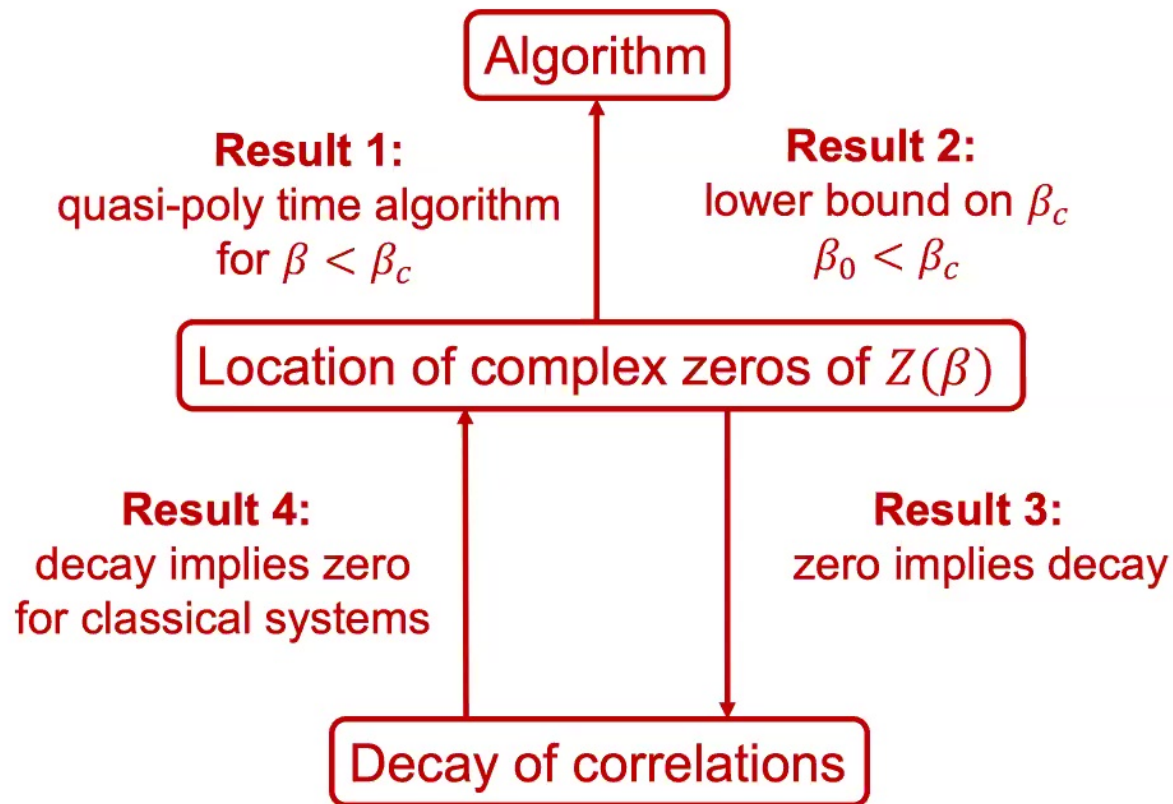 Algorithm
Result 1:
quasi-poly time algorithm
for β < β_c
Result 2:
lower bound on β_c
β_0 < β_c
Location of complex zeros of Z(β)
Result 4:
decay implies zero
for classical systems
Result 3:
zero implies decay
Decay of correlations